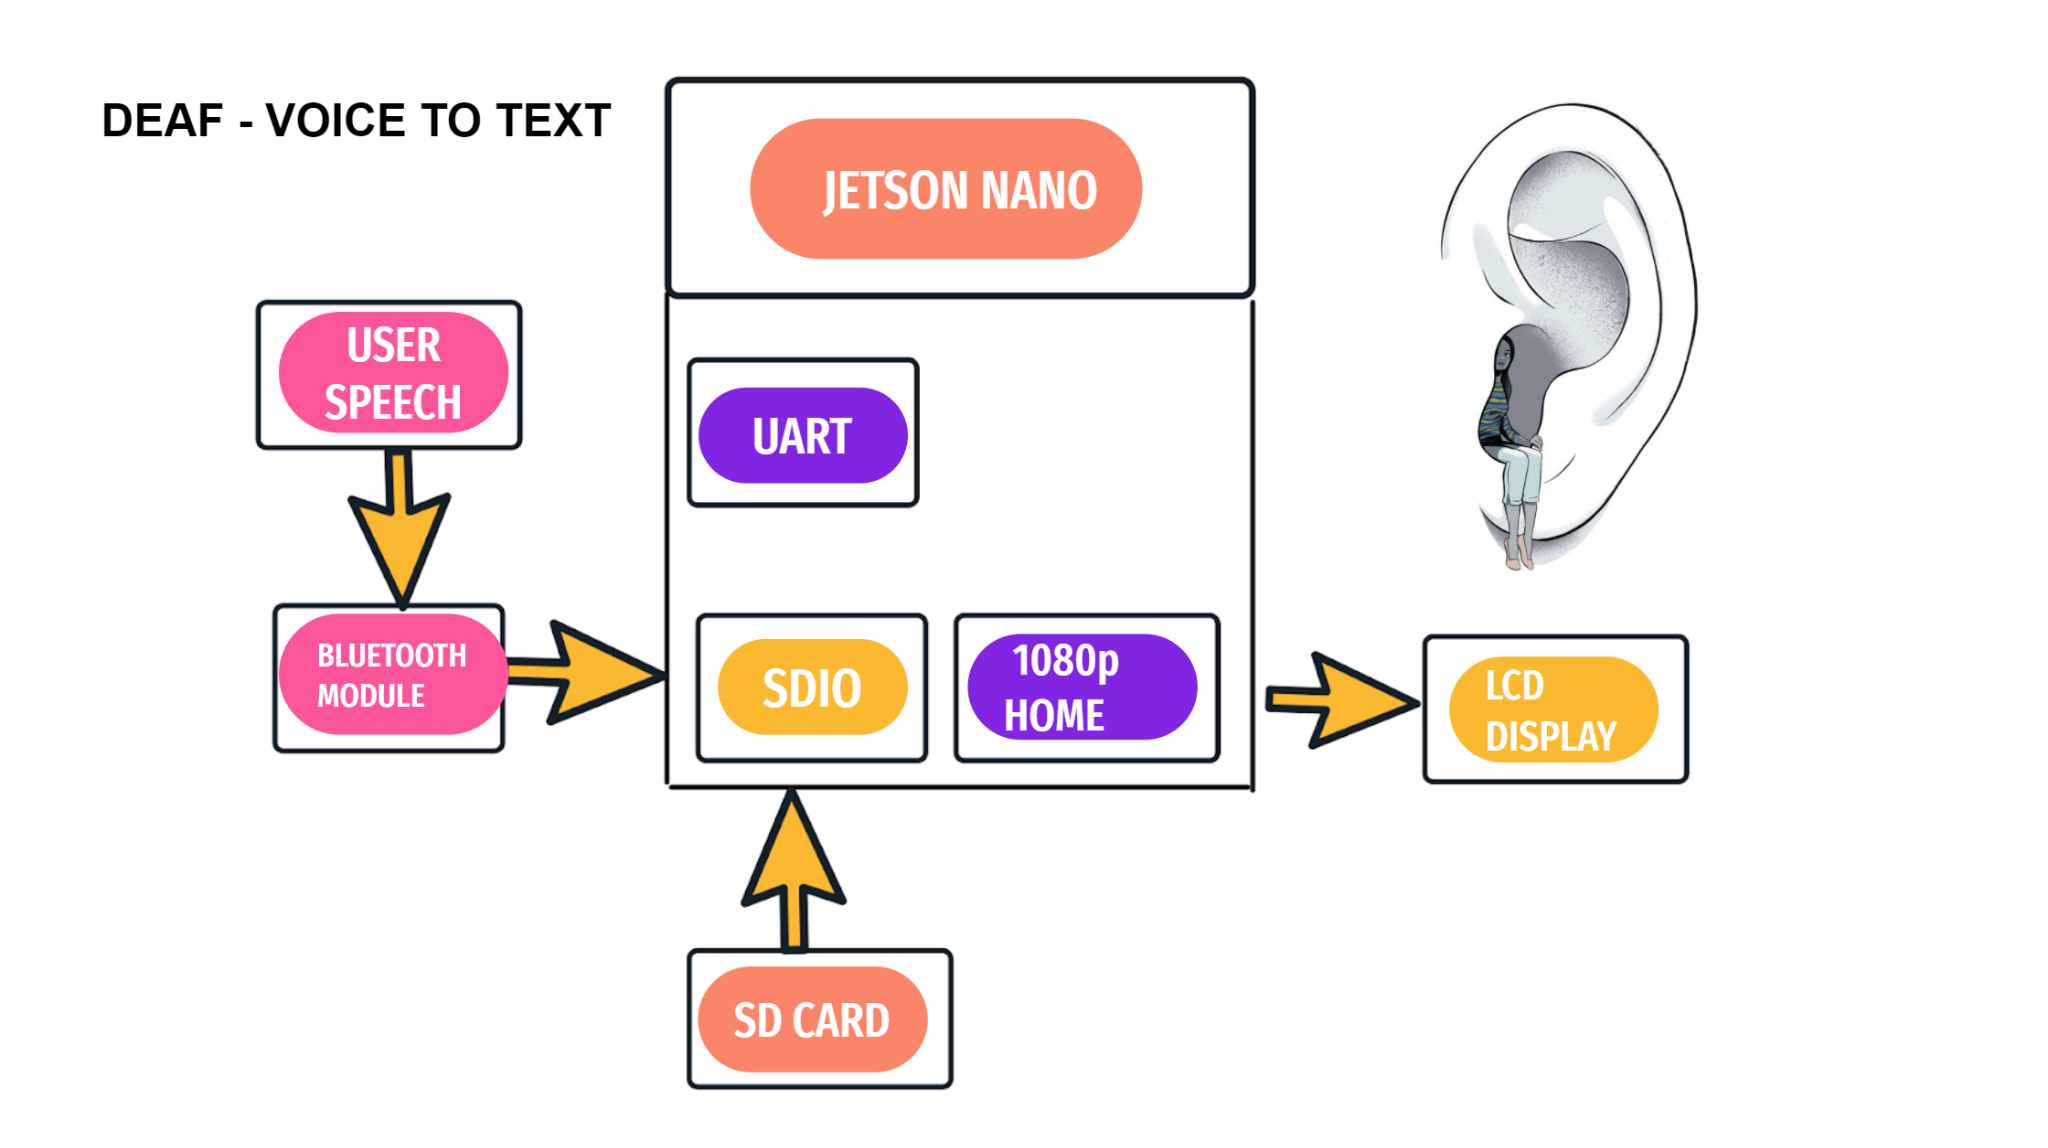 DEAF - VOICE TO TEXT
JETSON NANO
USER
SPEECH
UART
BLUETOOTH
MODULE
SDIO
1080p
HOME
LCD
DISPLAY
SD CARD